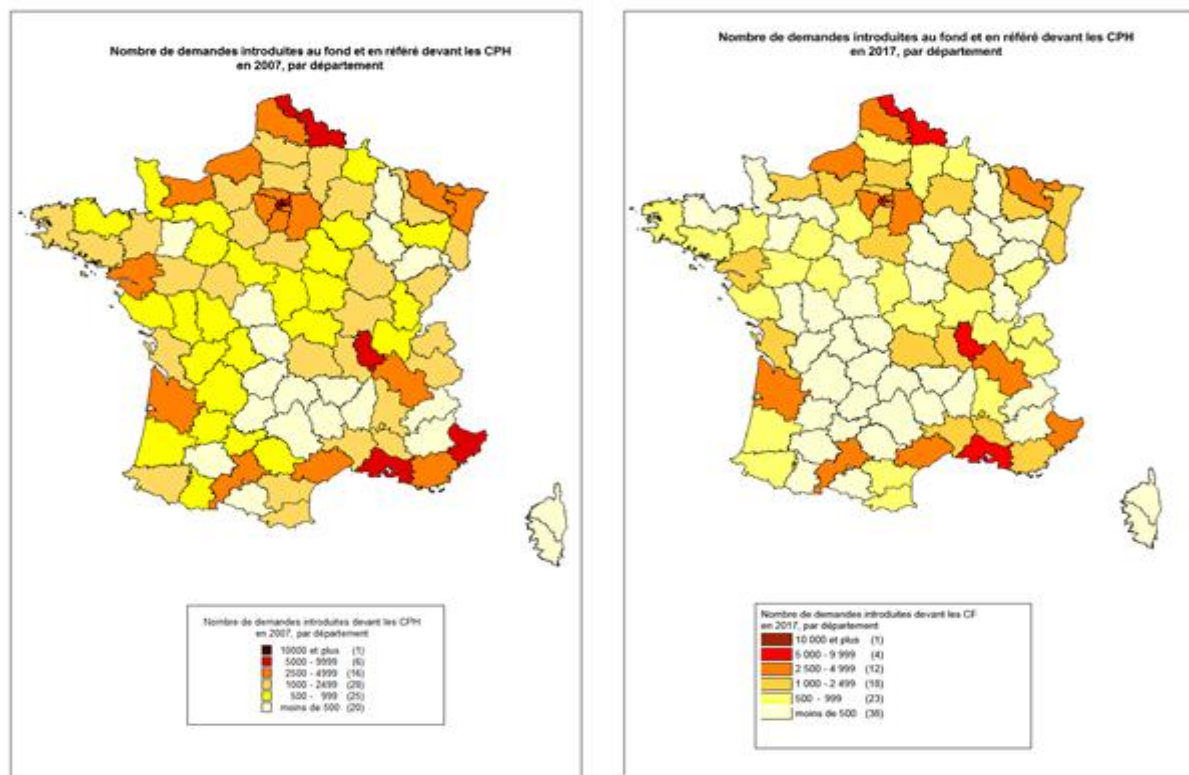 Nombre de demandes introduites au fond et en référé devant les CPH
en 2007, par département
Nombre de demandes introduites devant les CPH
en 2007, par département
10000 et plus (1)
5000 - 9999 (6)
2500 - 4999 (16)
1000 - 2499 (28)
500 - 999 (25)
moins de 500 (20)
Nombre de demandes introduites au fond et en référé devant les CPH
en 2017, par département
Nombre de demandes introduites devant les CF
en 2017, par département
10 000 et plus (1)
5 000 - 9 999 (4)
2 500 - 4 999 (12)
1 000 - 2 499 (18)
500 - 999 (23)
moins de 500 (38)